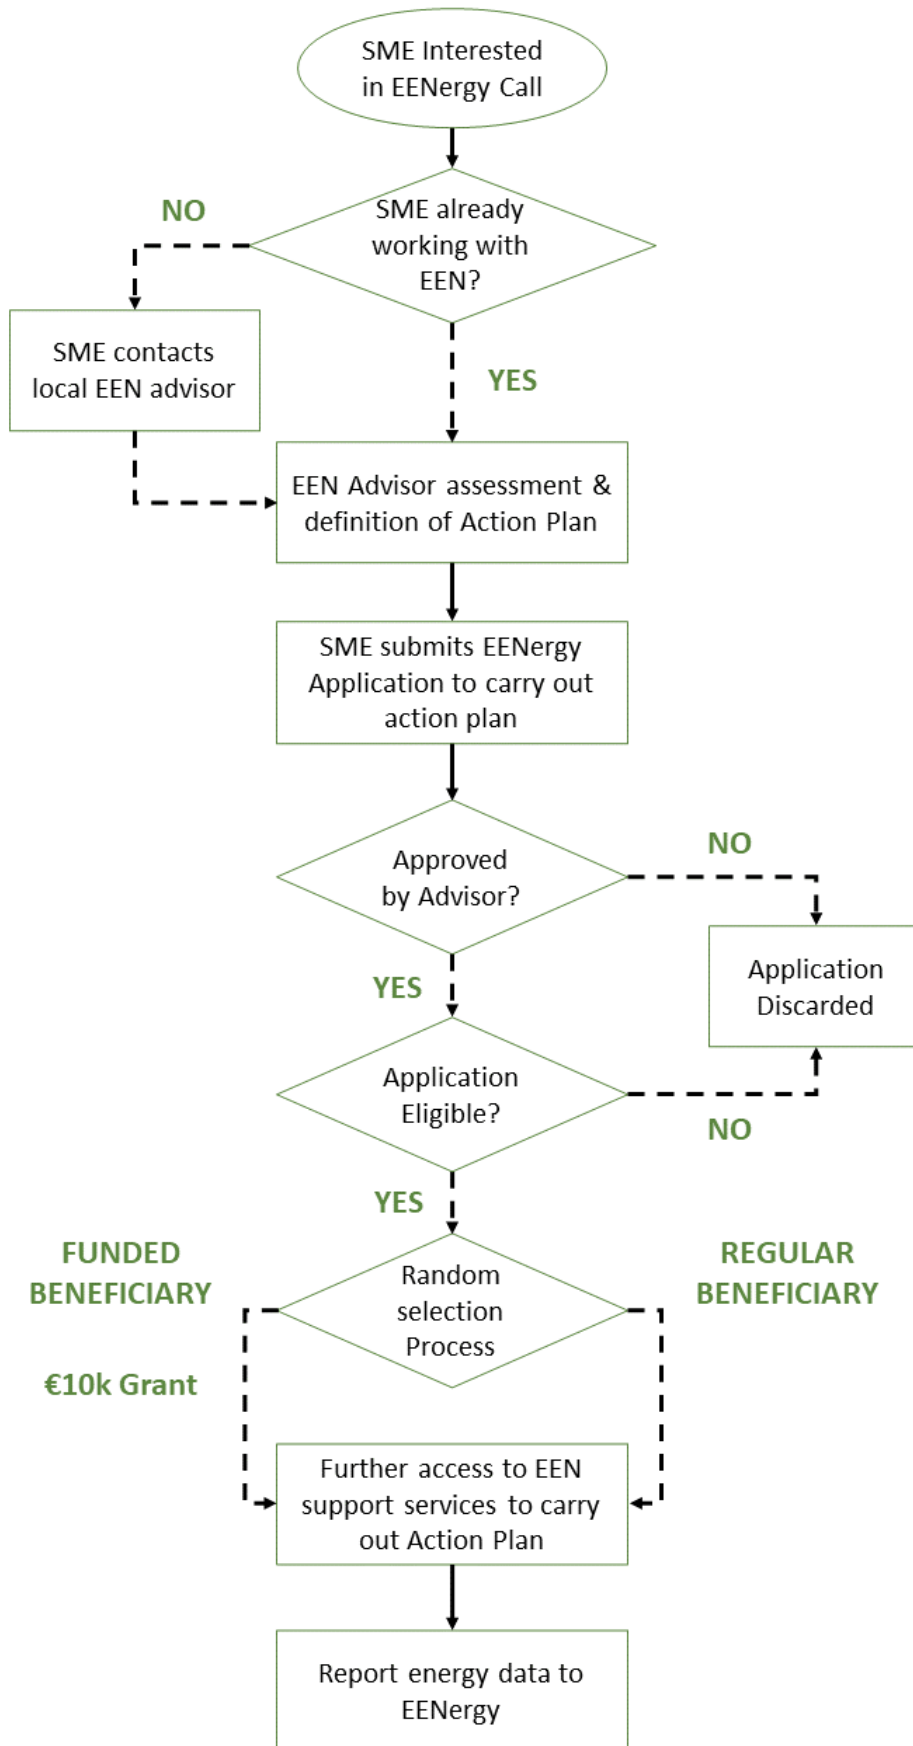 SME Interested
in EENergy Call
SME already
working with
EEN?
NO
YES
SME contacts
local EEN advisor
EEN Advisor assessment &
definition of Action Plan
SME submits EENergy
Application to carry out
action plan
Approved
by Advisor?
NO
YES
Application
Discarded
Application
Eligible?
NO
YES
FUNDED
BENEFICIARY
Random
selection
Process
REGULAR
BENEFICIARY
€10k Grant
Further access to EEN
support services to carry
out Action Plan
Report energy data to
EENergy